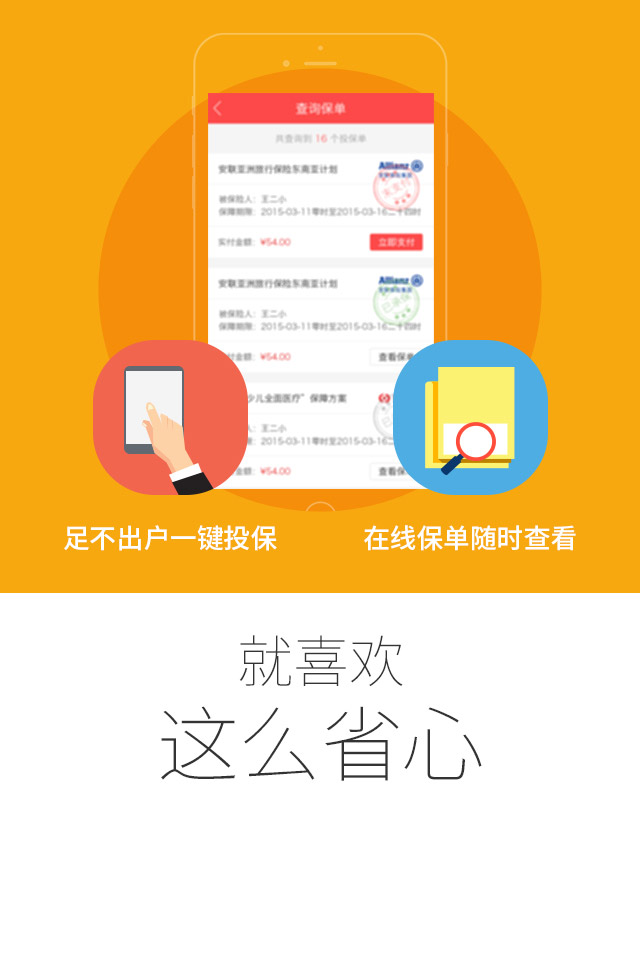 查询保单
共查询到 16 个投保单
安联亚洲旅行保险东南亚计划
Allianz
未支付
被保险人：王二小
保障期限：2015-03-11零时至2015-03-16二十四时
实付金额：¥54.00
立即支付
安联亚洲旅行保险东南亚计划
Allianz
已承保
被保险人：王二小
保障期限：2015-03-11零时至2015-03-16二十四时
付金额：¥54.00
查看保单
少儿全面医疗”保障方案
：王二小
：2015-03-11零时至2015-03-16二十四时
金额：¥54.00
查看保
足不出户一键投保
在线保单随时查看
就喜欢
这么省心